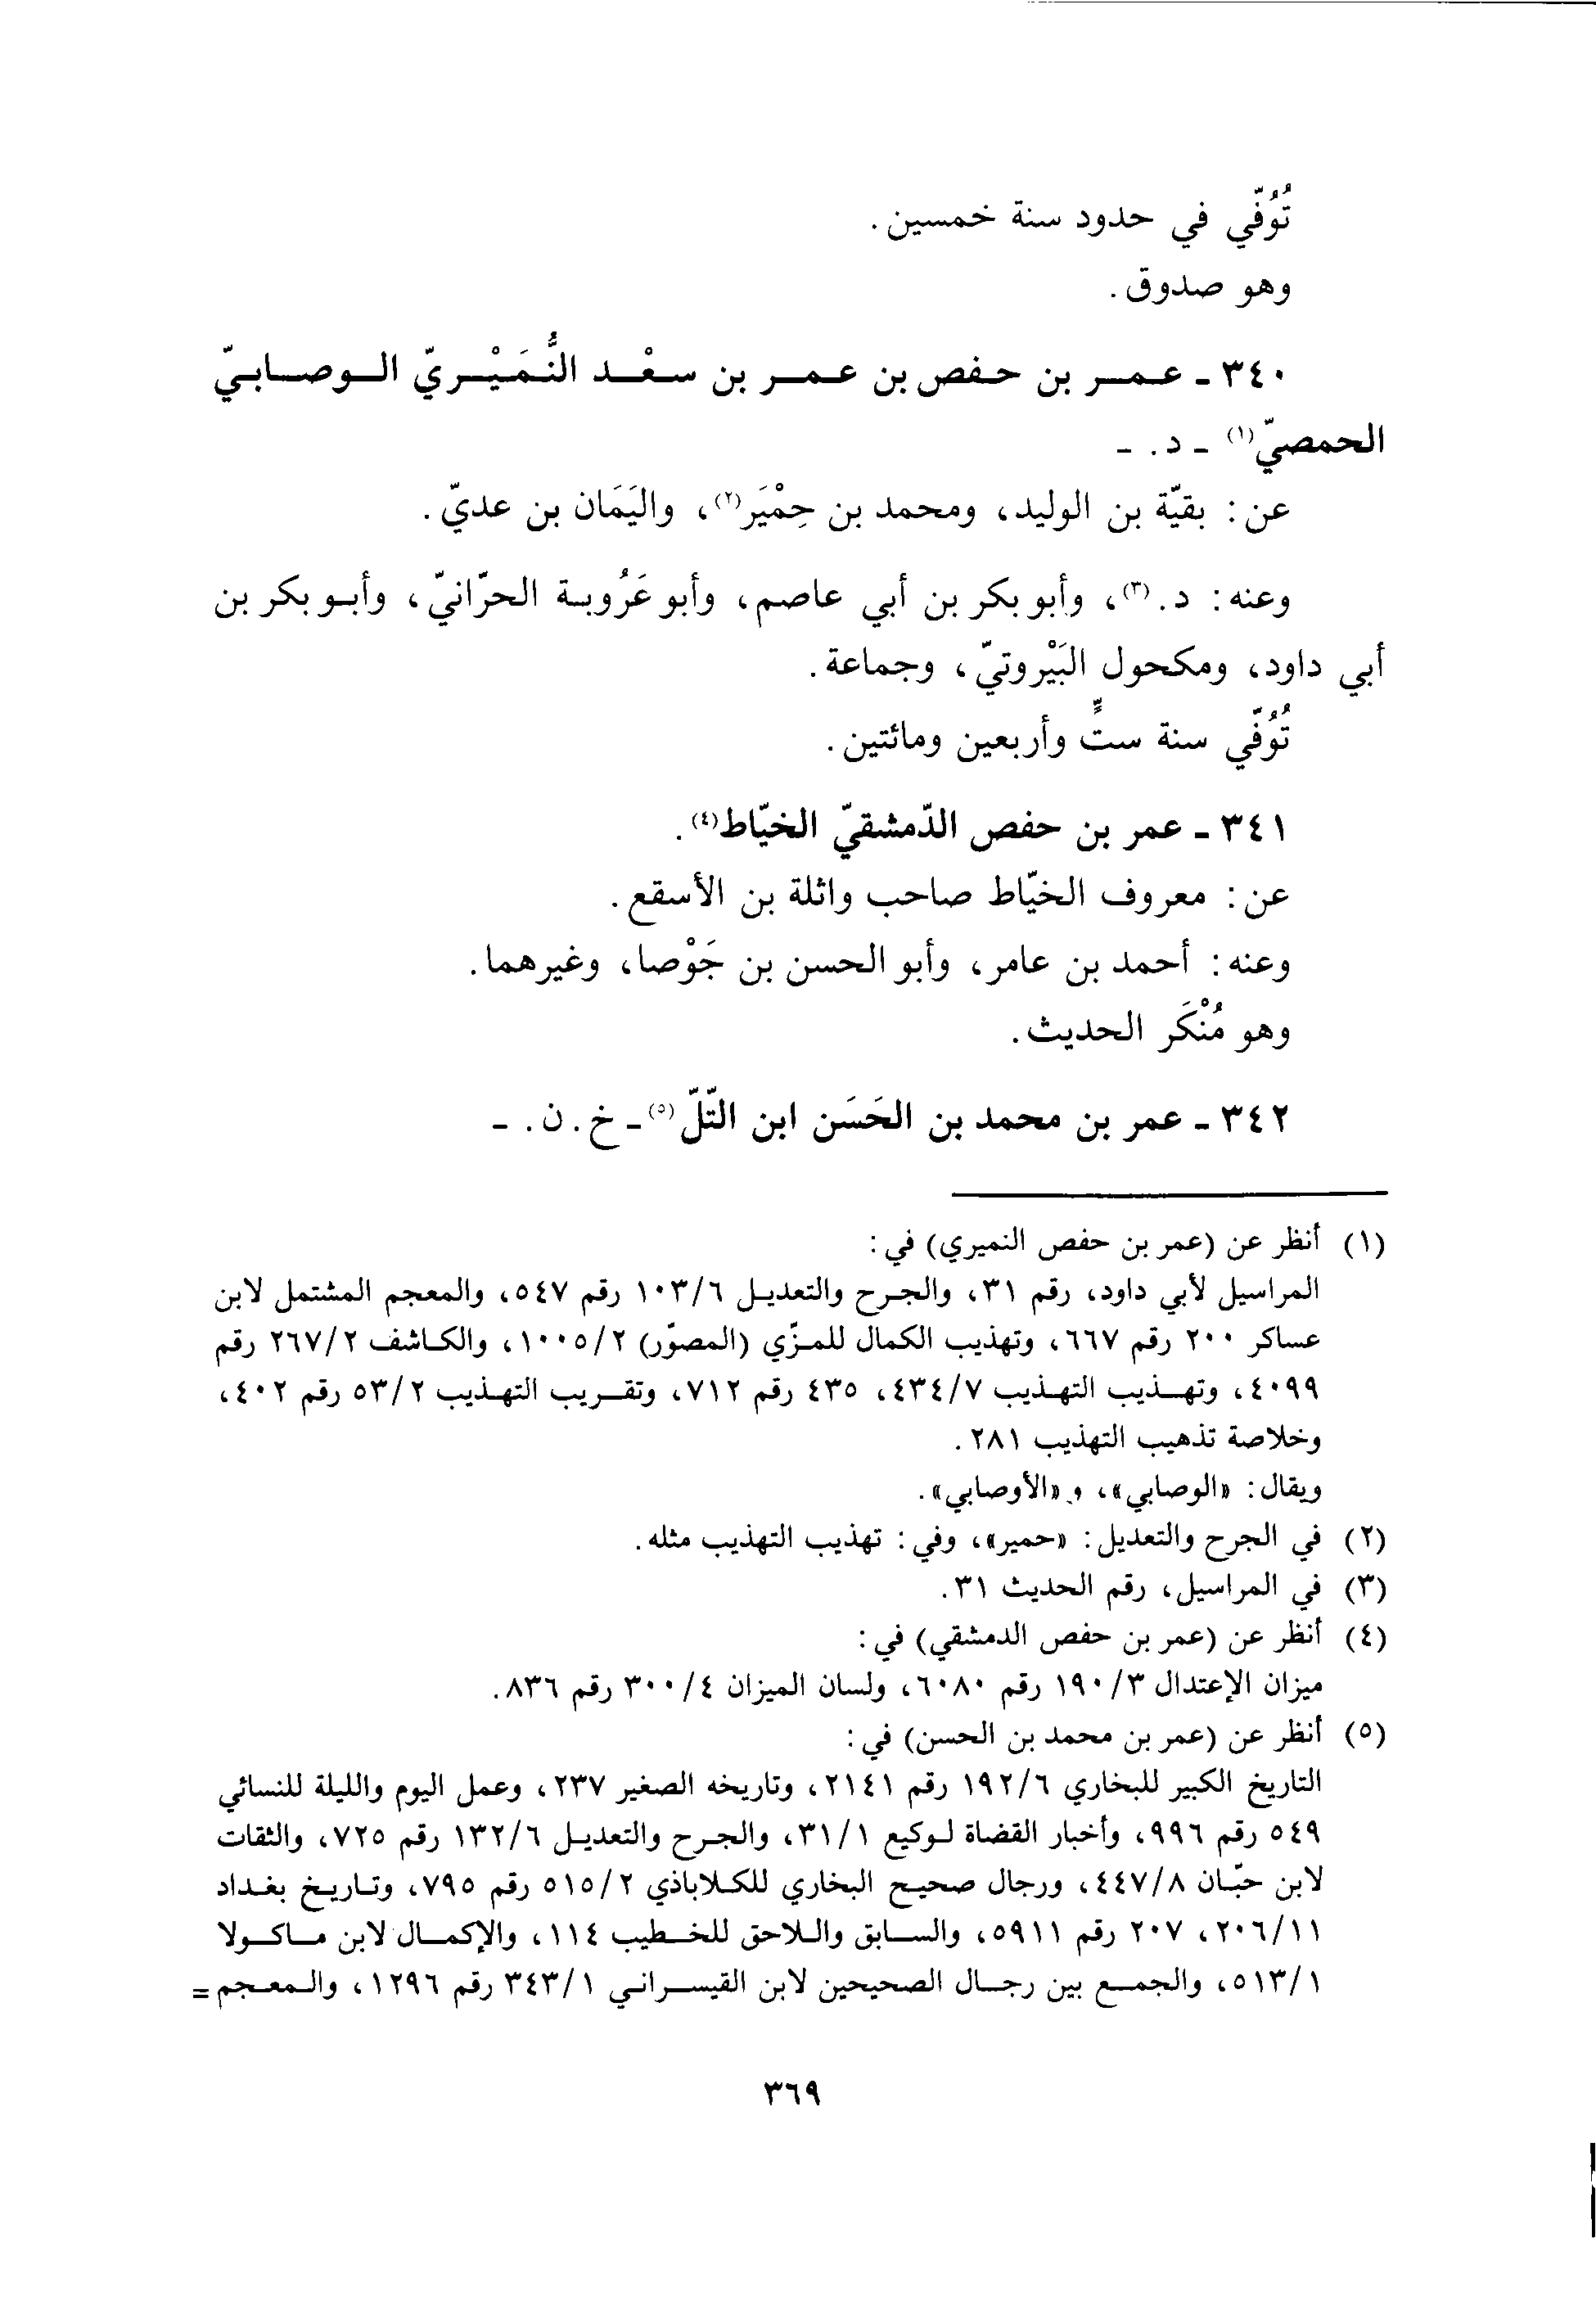 تُوُفّي في حدود سنة خمسين.
وهو صدوق.
٣٤٠ - عمر بن حفص بن عمر بن سعْد النُّمَيْريّ الوصابيّ
الحمصيّ(١) - د. -
عن: بقيّة بن الوليد، ومحمد بن حِمْيَر(٢)، واليَمَان بن عديّ.
وعنه: د.(٣)، وأبو بكر بن أبي عاصم، وأبو عَرُوبة الحرّانيّ، وأبو بكر بن
أبي داود، ومكحول البَيْروتيّ، وجماعة.
تُوُفّي سنة ستٍّ وأربعين ومائتين.
٣٤١ - عمر بن حفص الدّمشقيّ الخيّاط(٤).
عن: معروف الخيّاط صاحب واثلة بن الأسقع.
وعنه: أحمد بن عامر، وأبو الحسن بن جَوْصا، وغيرهما.
وهو مُنْكَر الحديث.
٣٤٢ - عمر بن محمد بن الحَسَن ابن التّلّ(٥) - خ. ن. -
(١) أنظر عن (عمر بن حفص النميري) في:
المراسيل لأبي داود، رقم ٣١، والجرح والتعديل ١٠٣/٦ رقم ٥٤٧، والمعجم المشتمل لابن
عساكر ٢٠٠ رقم ٦٦٧، وتهذيب الكمال للمزّي (المصوّر) ١٠٠٥/٢، والكاشف ٢٦٧/٢ رقم
٤٠٩٩، وتهذيب التهذيب ٤٣٤/٧، ٤٣٥ رقم ٧١٢، وتقريب التهذيب ٥٣/٢ رقم ٤٠٢،
وخلاصة تذهيب التهذيب ٢٨١.
ويقال: «الوصابي»، و«الأوصابي».
(٢) في الجرح والتعديل: «حمير»، وفي: تهذيب التهذيب مثله.
(٣) في المراسيل، رقم الحديث ٣١.
(٤) أنظر عن (عمر بن حفص الدمشقي) في:
ميزان الإعتدال ١٩٠/٣ رقم ٦٠٨٠، ولسان الميزان ٣٠٠/٤ رقم ٨٣٦.
(٥) أنظر عن (عمر بن محمد بن الحسن) في:
التاريخ الكبير للبخاري ١٩٢/٦ رقم ٢١٤١، وتاريخه الصغير ٢٣٧، وعمل اليوم والليلة للنسائي
٥٤٩ رقم ٩٩٦، وأخبار القضاة لوكيع ٣١/١، والجرح والتعديل ١٣٢/٦ رقم ٧٢٥، والثقات
لابن حبّان ٤٤٧/٨، ورجال صحيح البخاري للكلاباذي ٥١٥/٢ رقم ٧٩٥، وتاريخ بغداد
٢٠٦/١١، ٢٠٧ رقم ٥٩١١، والسابق واللاحق للخطيب ١١٤، والإكمال لابن ماكولا
٥١٣/١، والجمع بين رجال الصحيحين لابن القيسراني ٣٤٣/١ رقم ١٢٩٦، والمعجم =
٣٦٩